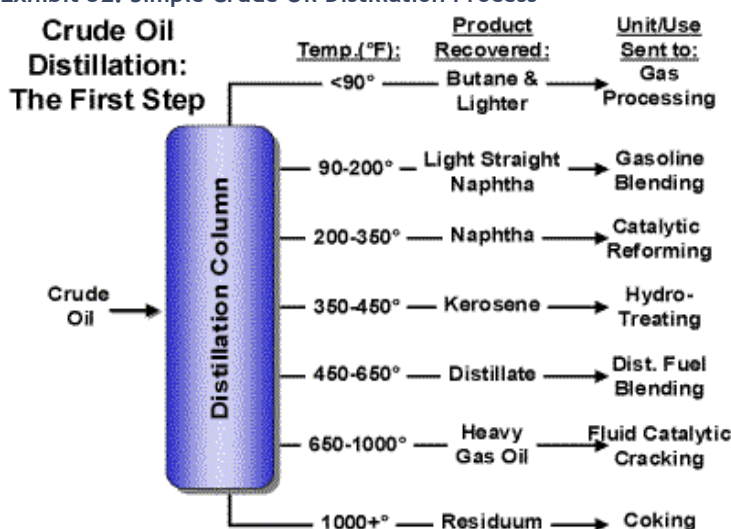 Crude Oil
Distillation:
The First Step
Temp.(°F):
Product
Recovered:
Unit/Use
Sent to:
<90°
Butane &
Lighter
Gas
Processing
90-200°
Light Straight
Naphtha
Gasoline
Blending
200-350°
Naphtha
Catalytic
Reforming
Crude
Oil
Distillation Column
350-450°
Kerosene
Hydro-
Treating
450-650°
Distillate
Dist. Fuel
Blending
650-1000°
Heavy
Gas Oil
Fluid Catalytic
Cracking
1000+°
Residuum
Coking